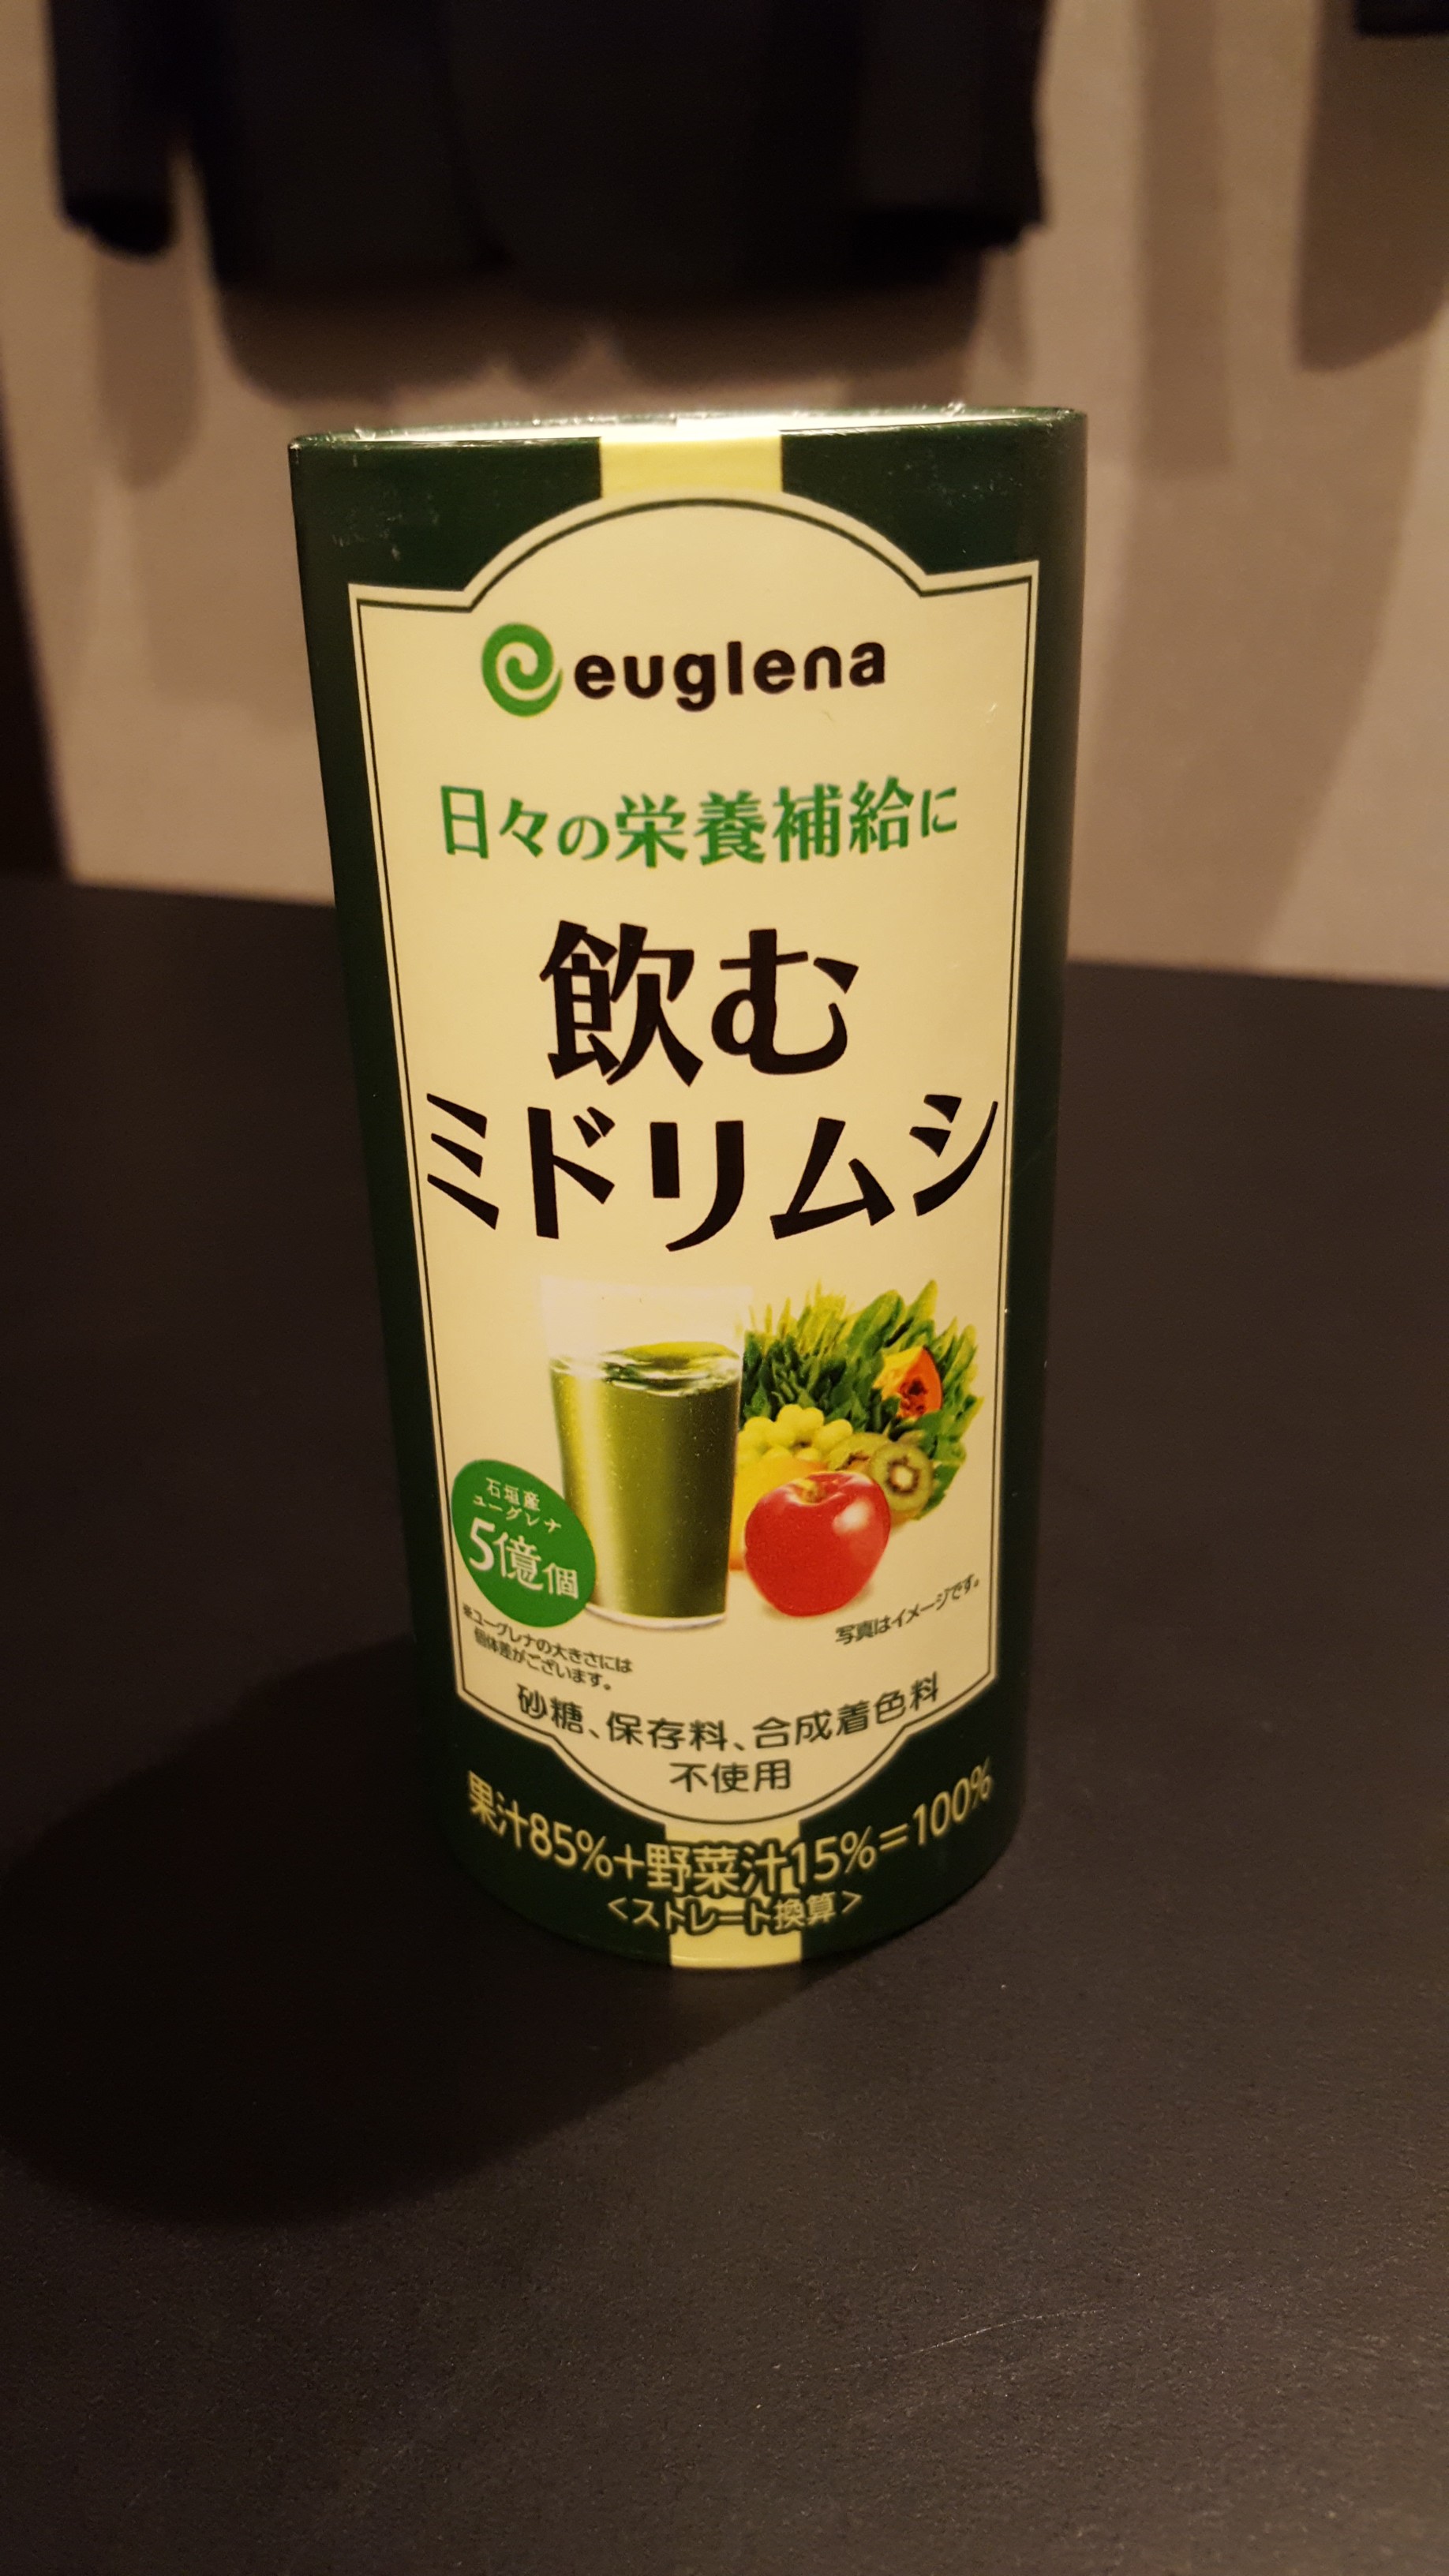 euglena
日々の栄養補給に
飲む
ミドリムシ
石垣産
ユーグレナ
5億個
※ユーグレナの大きさには
個体差がございます。
写真はイメージです。
砂糖、保存料、合成着色料
不使用
果汁85%+野菜汁15%=100%
<ストレート換算>